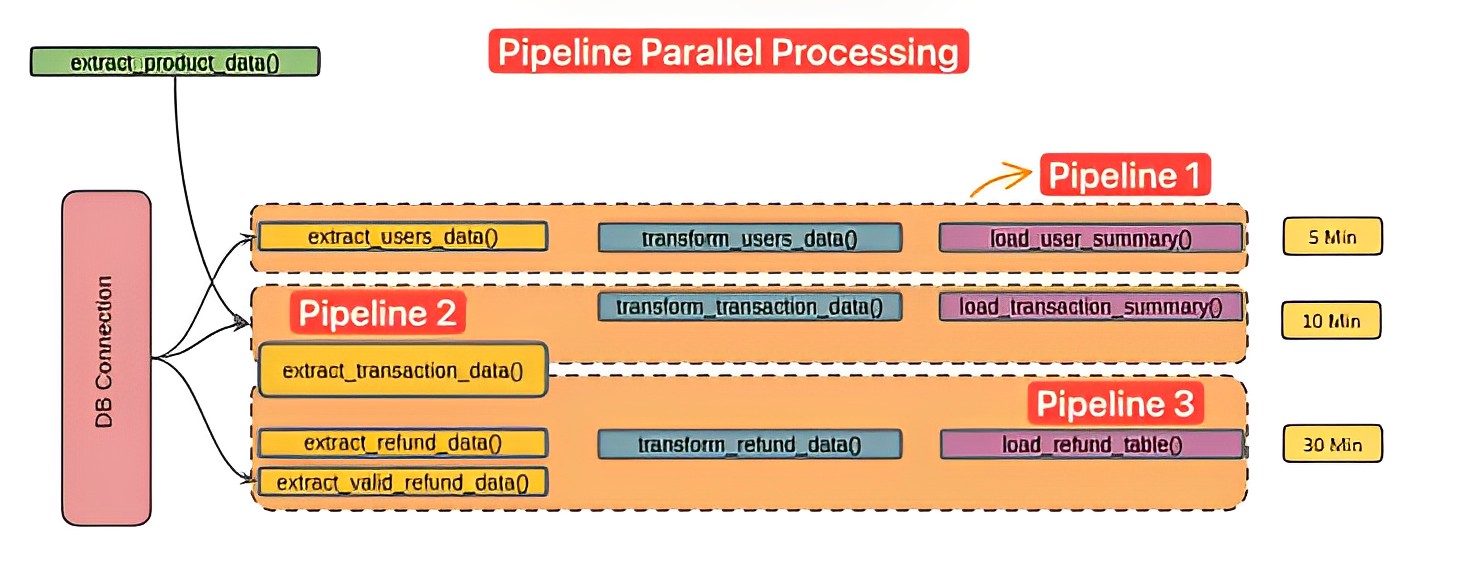 Pipeline Parallel Processing
extract_product_data()
Pipeline 1
DB Connection
extract_users_data()
transform_users_data()
load_user_summary()
5 Min
Pipeline 2
transform_transaction_data()
load_transaction_summary()
10 Min
extract_transaction_data()
Pipeline 3
extract_refund_data()
transform_refund_data()
load_refund_table()
30 Min
extract_valid_refund_data()